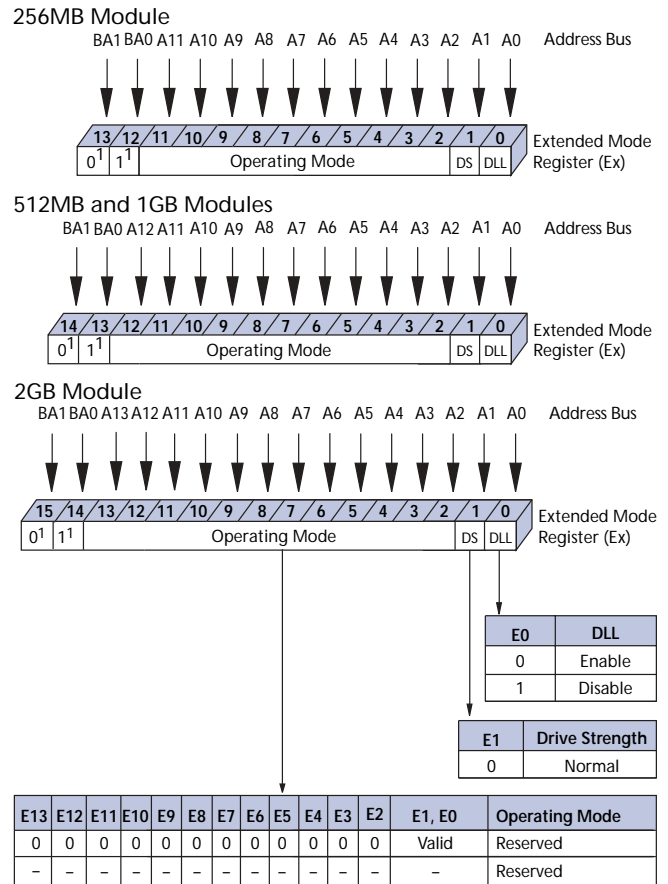 256MB Module
BA1 BA0 A11 A10 A9 A8 A7 A6 A5 A4 A3 A2 A1 A0 Address Bus
13 12 11 10 9 8 7 6 5 4 3 2 1 0 Extended Mode
0¹ 1¹ Operating Mode DS DLL Register (Ex)
512MB and 1GB Modules
BA1 BA0 A12 A11 A10 A9 A8 A7 A6 A5 A4 A3 A2 A1 A0 Address Bus
14 13 12 11 10 9 8 7 6 5 4 3 2 1 0 Extended Mode
0¹ 1¹ Operating Mode DS DLL Register (Ex)
2GB Module
BA1 BA0 A13 A12 A11 A10 A9 A8 A7 A6 A5 A4 A3 A2 A1 A0 Address Bus
15 14 13 12 11 10 9 8 7 6 5 4 3 2 1 0 Extended Mode
0¹ 1¹ Operating Mode DS DLL Register (Ex)
E0 DLL
0 Enable
1 Disable
E1 Drive Strength
0 Normal
E13 E12 E11 E10 E9 E8 E7 E6 E5 E4 E3 E2 E1, E0 Operating Mode
0 0 0 0 0 0 0 0 0 0 0 0 Valid Reserved
– – – – – – – – – – – – – Reserved